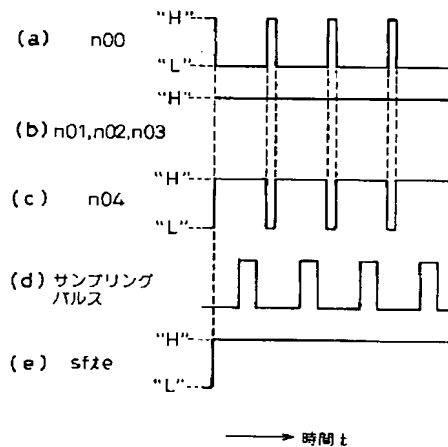 "H"
(a) n00
"L"
"H"
(b) n01,n02,n03
"H"
(c) n04
"L"
(d) サンプリング
パルス
"H"
(e) sfte
"L"
→ 時間 t